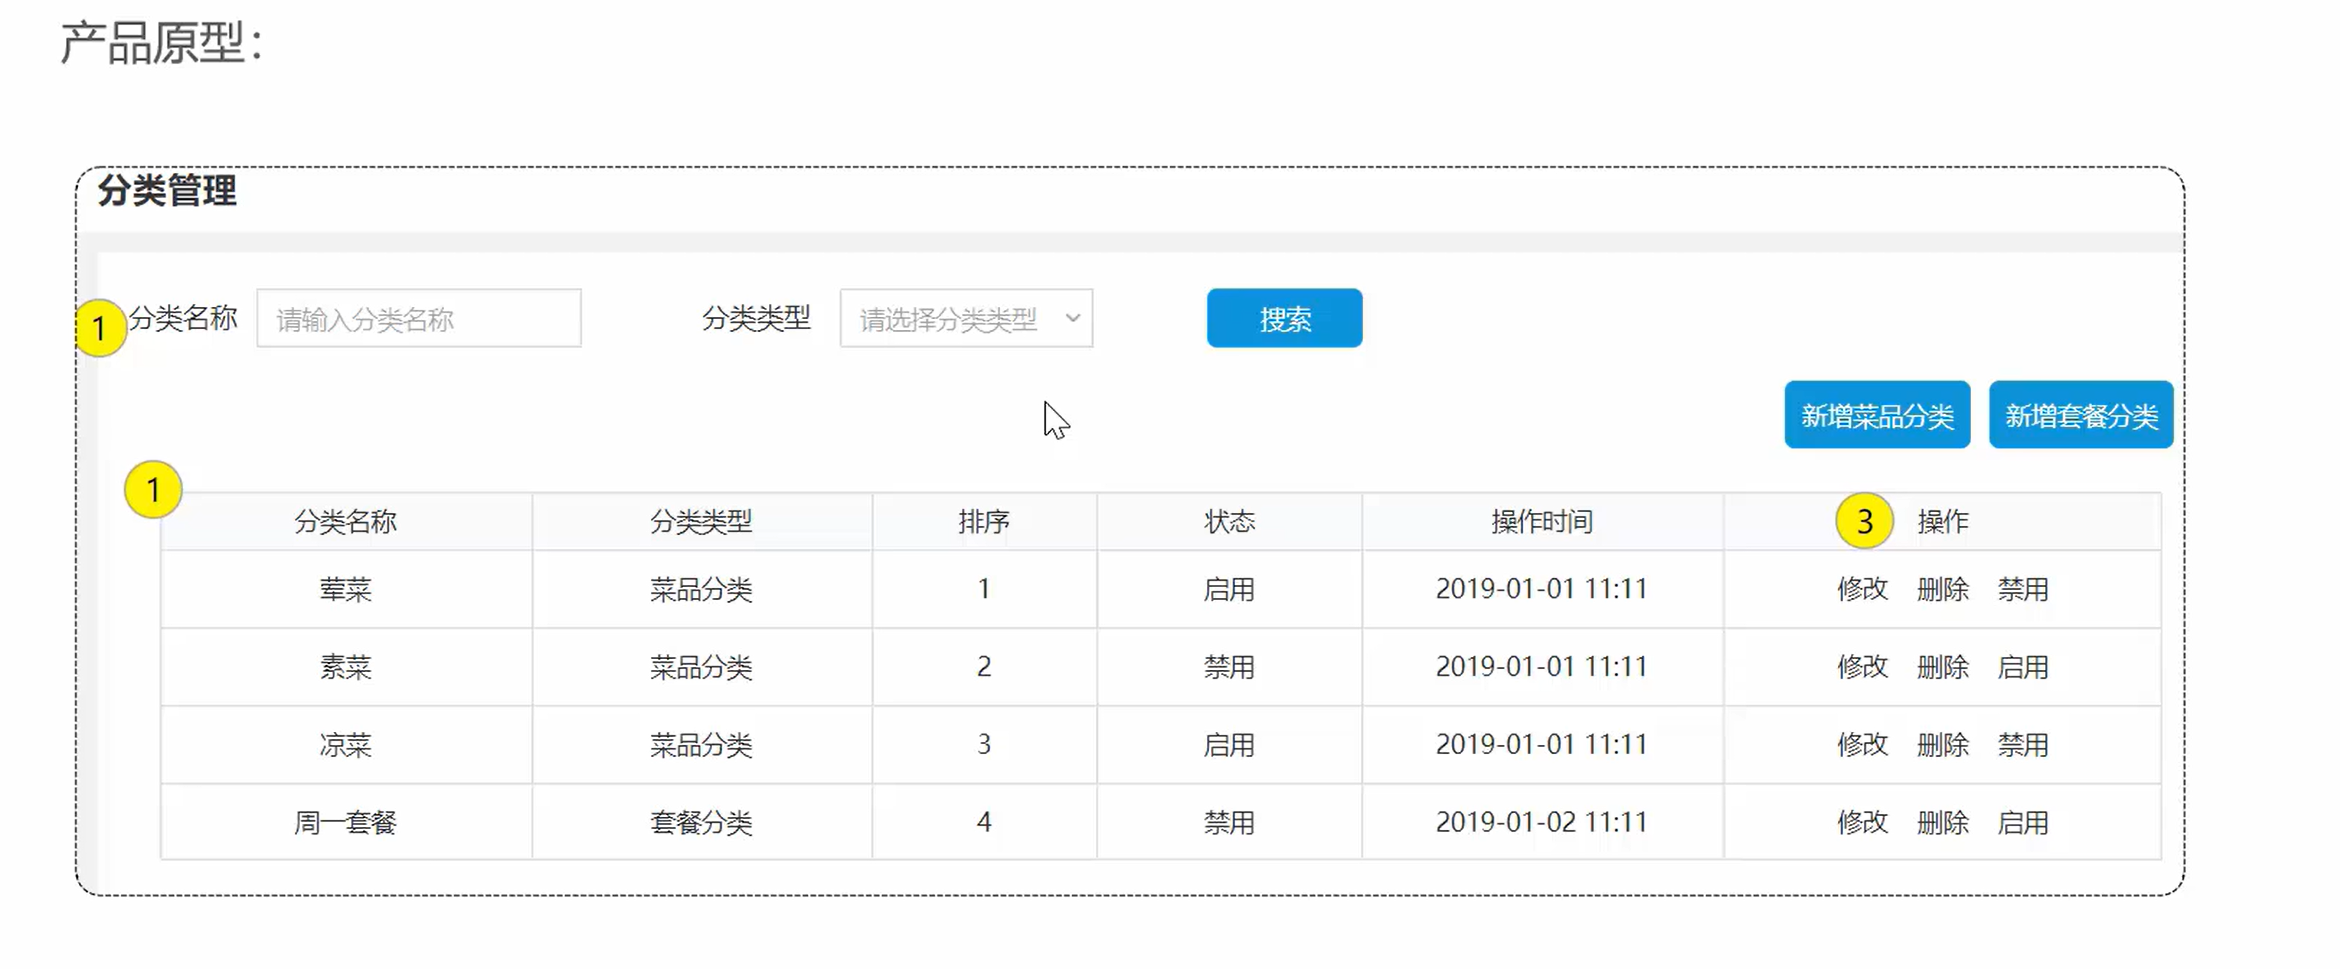 产品原型：
分类管理
1 分类名称 请输入分类名称 分类类型 请选择分类类型 搜索
新增菜品分类 新增套餐分类
1
分类名称 分类类型 排序 状态 操作时间 3 操作
荤菜 菜品分类 1 启用 2019-01-01 11:11 修改 删除 禁用
素菜 菜品分类 2 禁用 2019-01-01 11:11 修改 删除 启用
凉菜 菜品分类 3 启用 2019-01-01 11:11 修改 删除 禁用
周一套餐 套餐分类 4 禁用 2019-01-02 11:11 修改 删除 启用